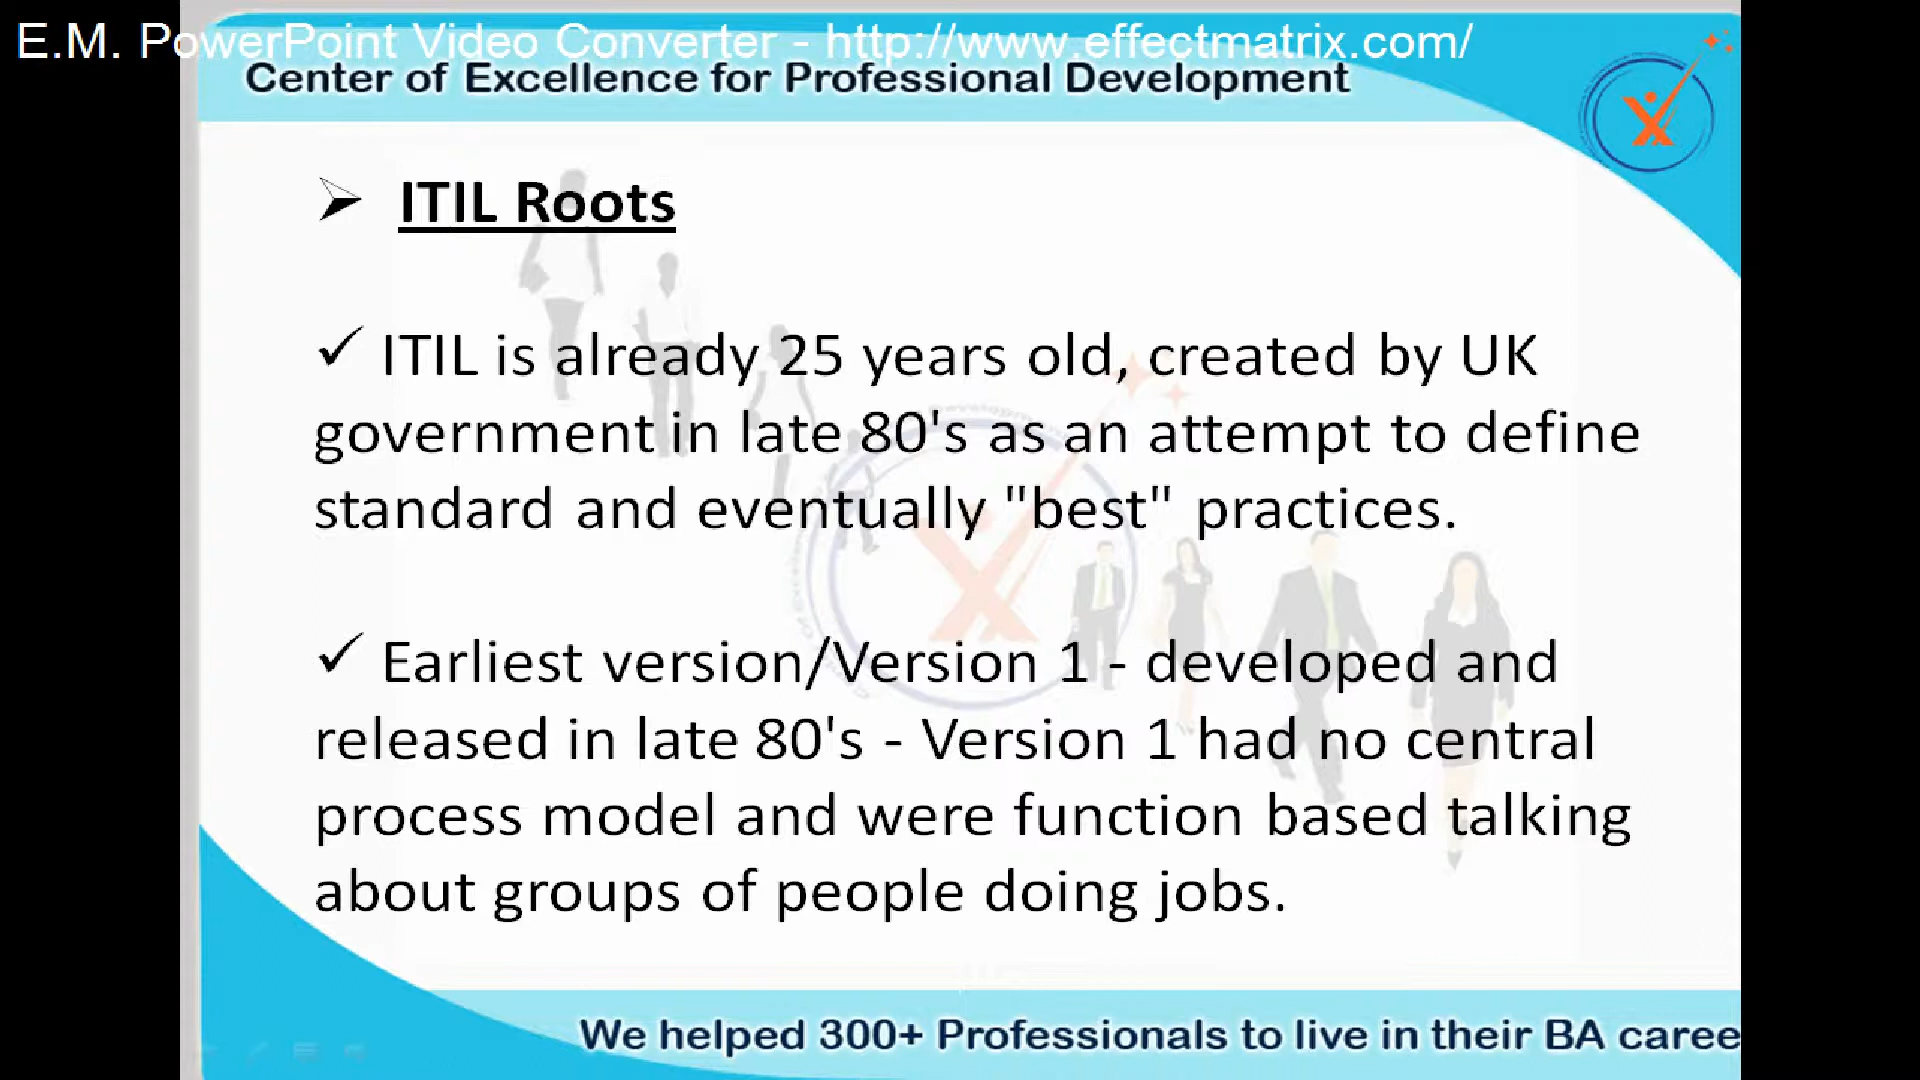 E.M. PowerPoint Video Converter - http://www.effectmatrix.com/
Center of Excellence for Professional Development
➢ ITIL Roots
✓ ITIL is already 25 years old, created by UK
government in late 80's as an attempt to define
standard and eventually "best" practices.
✓ Earliest version/Version 1 - developed and
released in late 80's - Version 1 had no central
process model and were function based talking
about groups of people doing jobs.
We helped 300+ Professionals to live in their BA caree